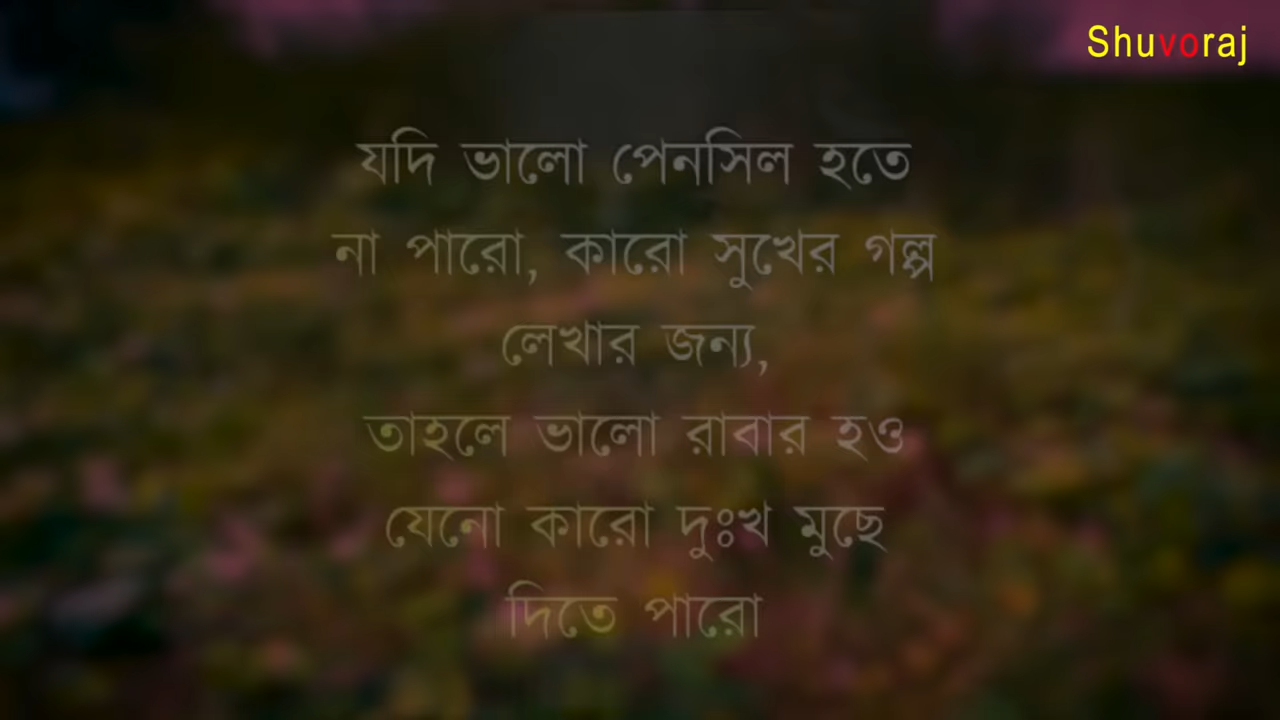 Shuvoraj
যদি ভালো পেনসিল হতে
না পারো, কারো সুখের গল্প
লেখার জন্য,
তাহলে ভালো রাবার হও
যেনো কারো দুঃখ মুছে
দিতে পারো